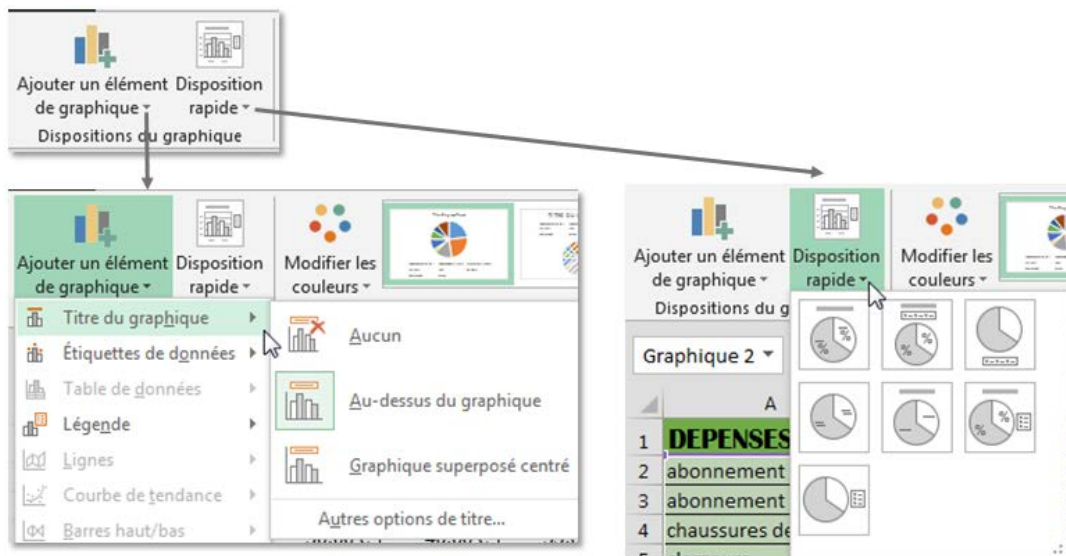 Ajouter un élément
de graphique
Disposition
rapide
Dispositions du graphique
Ajouter un élément
de graphique
Disposition
rapide
Modifier les
couleurs
Titre du graphique
Étiquettes de données
Table de données
Légende
Lignes
Courbe de tendance
Barres haut/bas
Aucun
Au-dessus du graphique
Graphique superposé centré
Autres options de titre...
Ajouter un élément
de graphique
Disposition
rapide
Modifier les
couleurs
Dispositions du g
Graphique 2
A
1 DEPENSES
2 abonnement
3 abonnement
4 chaussures de